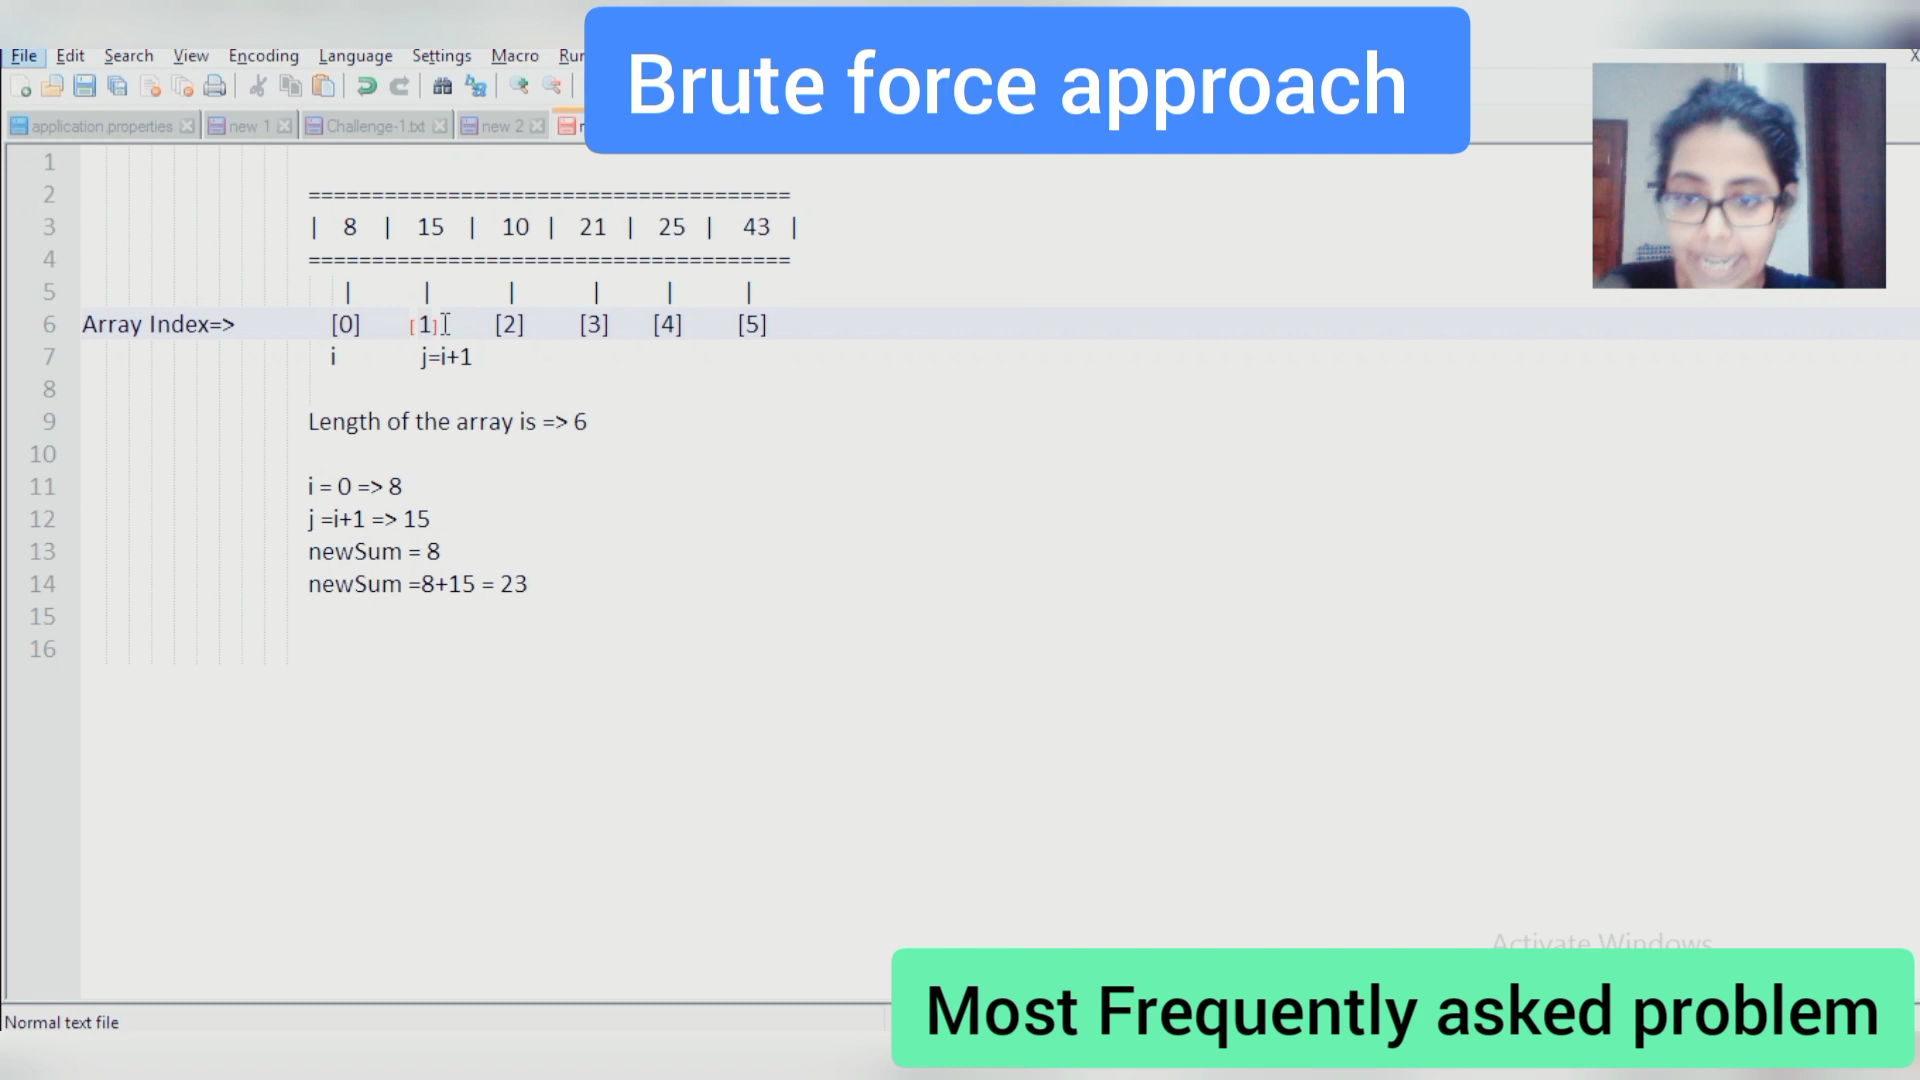 Brute force approach
File Edit Search View Encoding Language Settings Macro
X
application.properties new 1 Challenge-1.txt new 2
1
2 ======================================
3 | 8 | 15 | 10 | 21 | 25 | 43 |
4 ======================================
5 | | | | | |
6 Array Index=> [0] [1] [2] [3] [4] [5]
7 i j=i+1
8
9 Length of the array is => 6
10
11 i = 0 => 8
12 j =i+1 => 15
13 newSum = 8
14 newSum =8+15 = 23
15
16
Activate Windows
Most Frequently asked problem
Normal text file